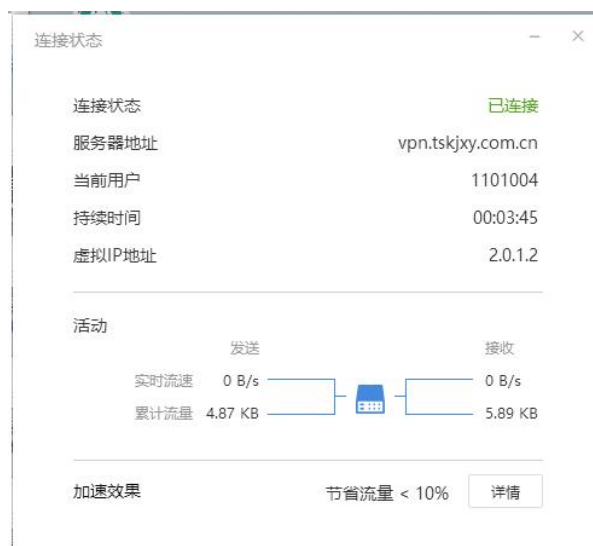 连接状态
连接状态 已连接
服务器地址 vpn.tskjxy.com.cn
当前用户 1101004
持续时间 00:03:45
虚拟IP地址 2.0.1.2
活动
发送 接收
实时流速 0 B/s 0 B/s
累计流量 4.87 KB 5.89 KB
加速效果 节省流量 < 10% 详情